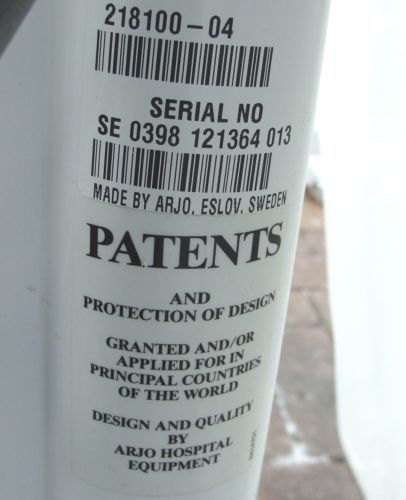 218100-04
SERIAL NO
SE 0398 121364 013
MADE BY ARJO, ESLOV, SWEDEN
PATENTS
AND
PROTECTION OF DESIGN
GRANTED AND/OR
APPLIED FOR IN
PRINCIPAL COUNTRIES
OF THE WORLD
DESIGN AND QUALITY
BY
ARJO HOSPITAL
EQUIPMENT